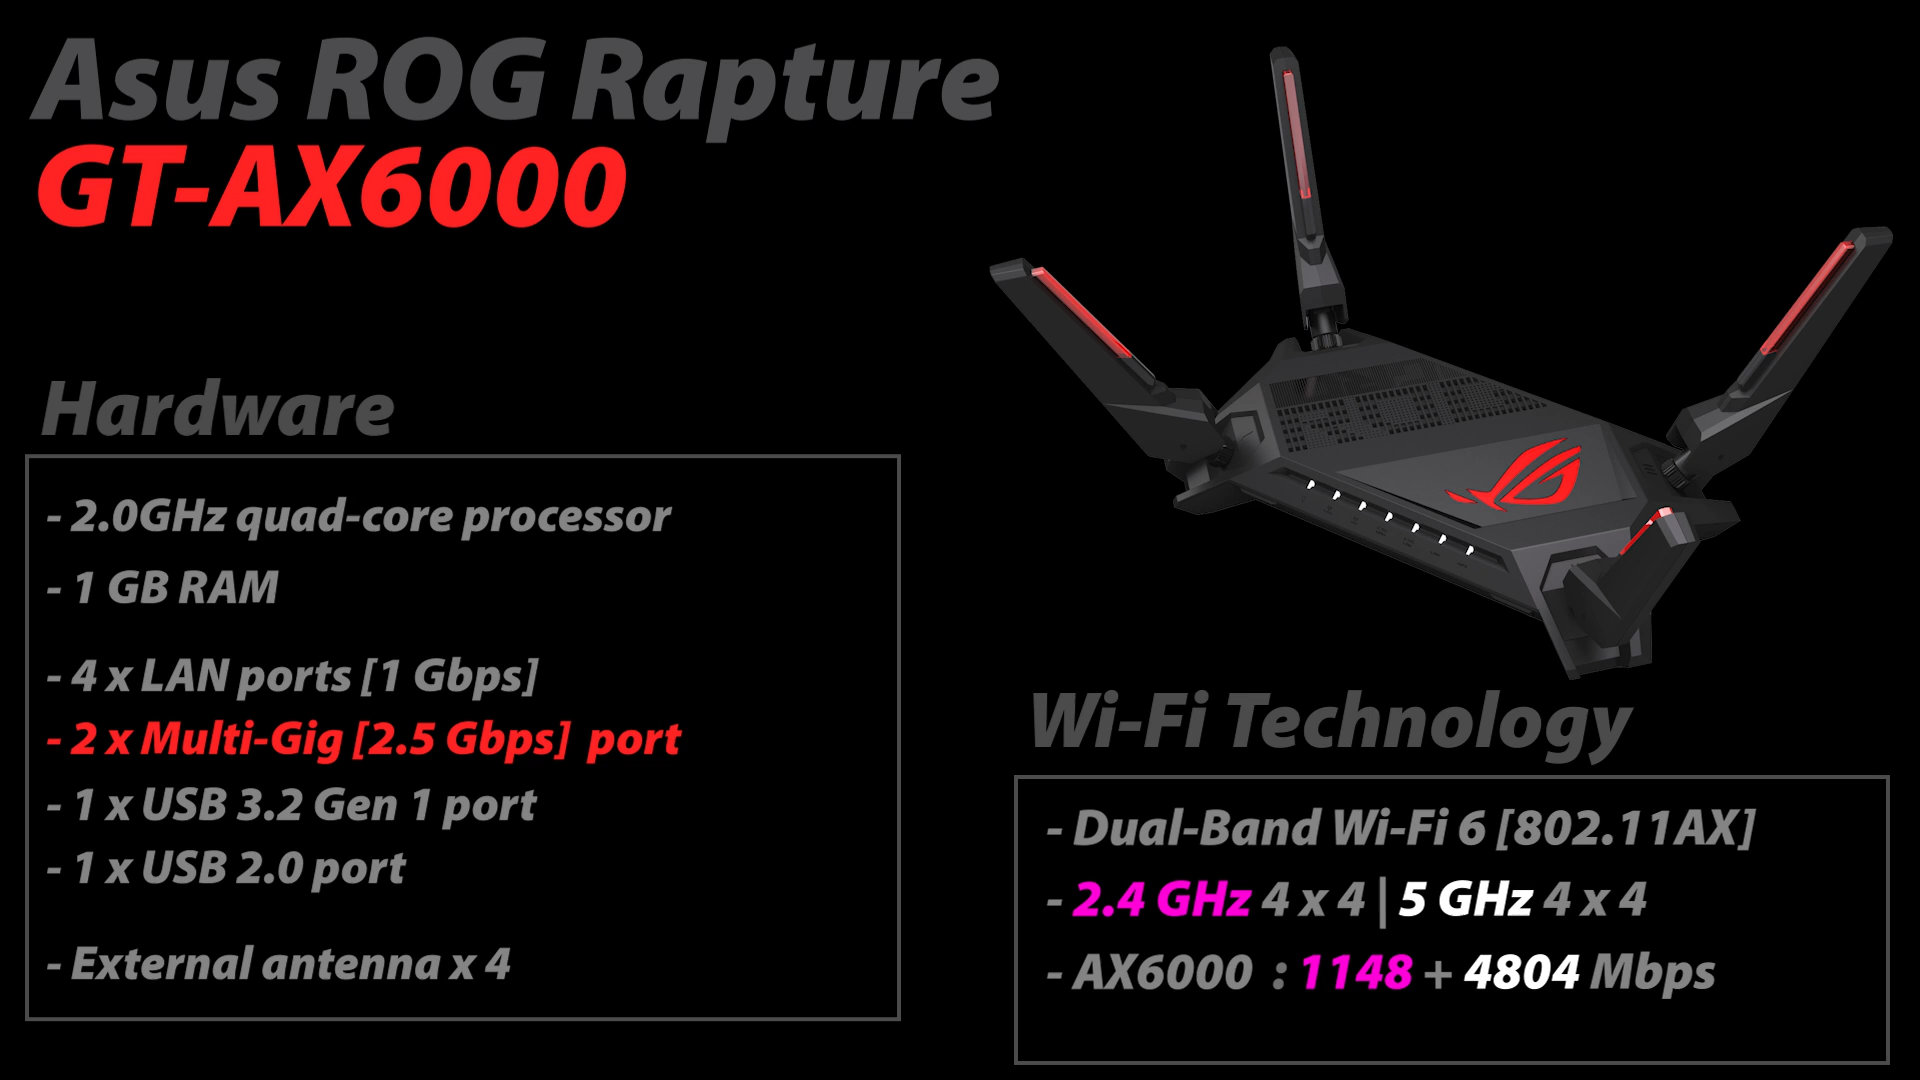 Asus ROG Rapture
GT-AX6000
Hardware
- 2.0GHz quad-core processor
- 1 GB RAM
- 4 x LAN ports [1 Gbps]
- 2 x Multi-Gig [2.5 Gbps] port
- 1 x USB 3.2 Gen 1 port
- 1 x USB 2.0 port
- External antenna x 4
Wi-Fi Technology
- Dual-Band Wi-Fi 6 [802.11AX]
- 2.4 GHz 4 x 4 | 5 GHz 4 x 4
- AX6000 : 1148 + 4804 Mbps